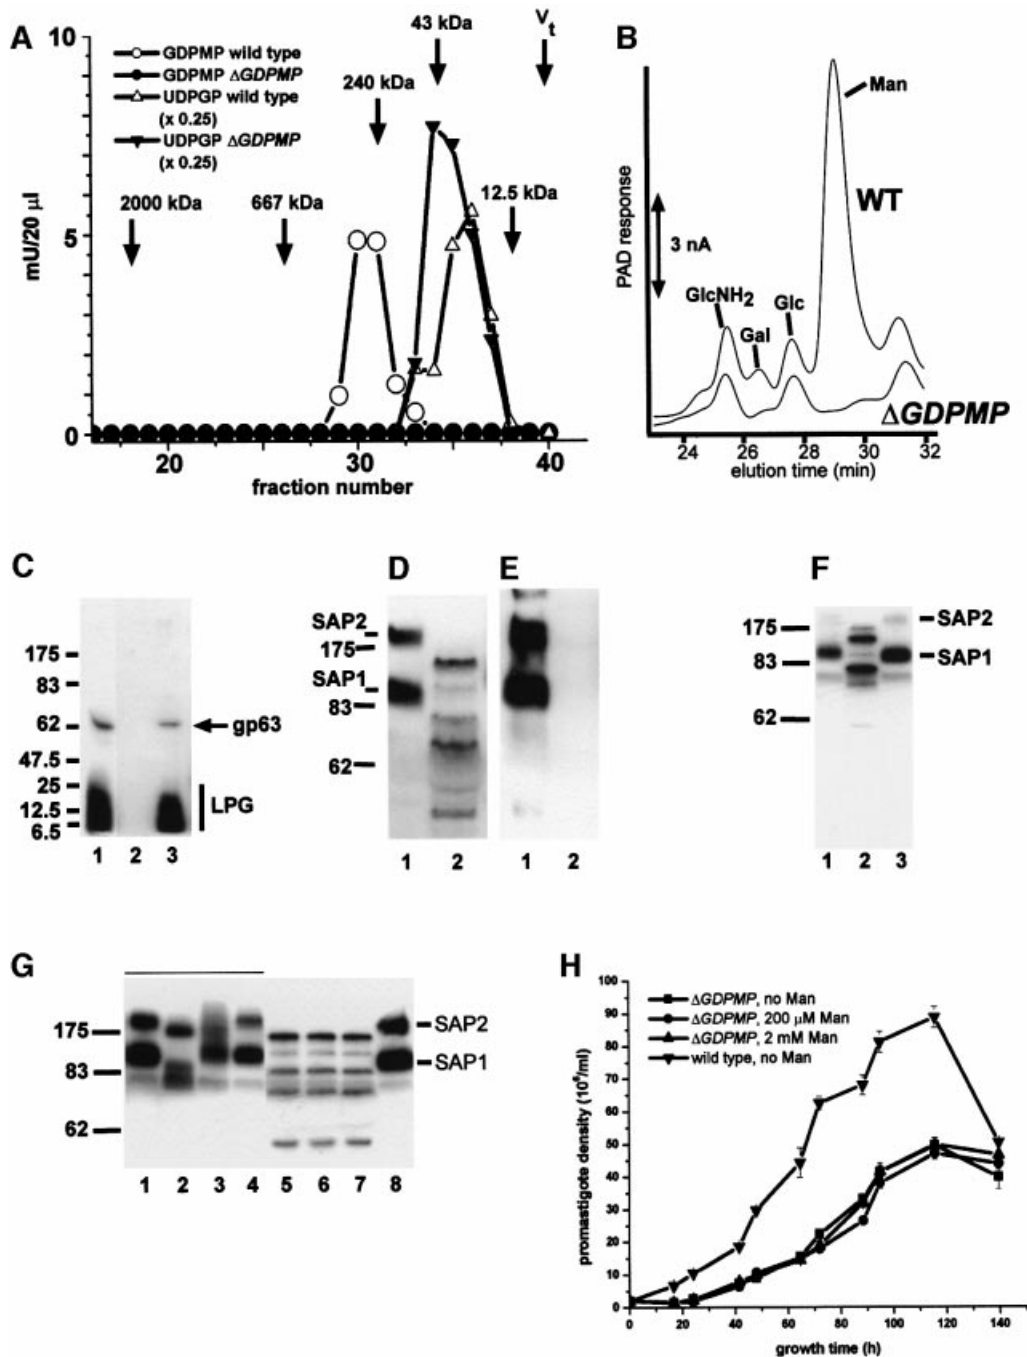 A
10
5
0
mU/20 µl
20
30
40
fraction number
GDPMP wild type
GDPMP ΔGDPMP
UDPGP wild type
(x 0.25)
UDPGP ΔGDPMP
(x 0.25)
2000 kDa
667 kDa
240 kDa
43 kDa
12.5 kDa
Vt
B
PAD response
3 nA
GlcNH2
Gal
Glc
Man
WT
ΔGDPMP
24
26
28
30
32
elution time (min)
C
175
83
62
47.5
25
12.5
6.5
gp63
LPG
1 2 3
D
SAP2
175
SAP1
83
62
1 2
E
1 2
F
175
83
62
SAP2
SAP1
1 2 3
G
175
83
62
SAP2
SAP1
1 2 3 4 5 6 7 8
H
promastigote density (10⁶/ml)
100
90
80
70
60
50
40
30
20
10
0
ΔGDPMP, no Man
ΔGDPMP, 200 µM Man
ΔGDPMP, 2 mM Man
wild type, no Man
0 20 40 60 80 100 120 140
growth time (h)